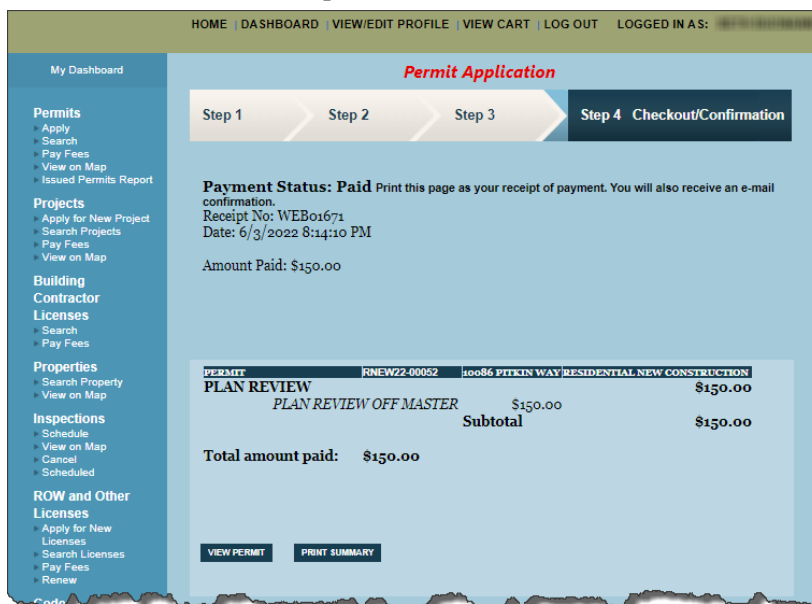 HOME | DASHBOARD | VIEW/EDIT PROFILE | VIEW CART | LOG OUT LOGGED IN AS:
My Dashboard
Permits
Apply
Search
Pay Fees
View on Map
Issued Permits Report
Projects
Apply for New Project
Search Projects
Pay Fees
View on Map
Building
Contractor
Licenses
Search
Pay Fees
Properties
Search Property
View on Map
Inspections
Schedule
View on Map
Cancel
Scheduled
ROW and Other
Licenses
Apply for New
Licenses
Search Licenses
Pay Fees
Renew
Code
Permit Application
Step 1 Step 2 Step 3 Step 4 Checkout/Confirmation
Payment Status: Paid Print this page as your receipt of payment. You will also receive an e-mail
confirmation.
Receipt No: WEB01671
Date: 6/3/2022 8:14:10 PM
Amount Paid: $150.00
PERMIT RNEW22-00052 10086 PITKIN WAY RESIDENTIAL NEW CONSTRUCTION
PLAN REVIEW $150.00
PLAN REVIEW OFF MASTER $150.00
Subtotal $150.00
Total amount paid: $150.00
VIEW PERMIT PRINT SUMMARY